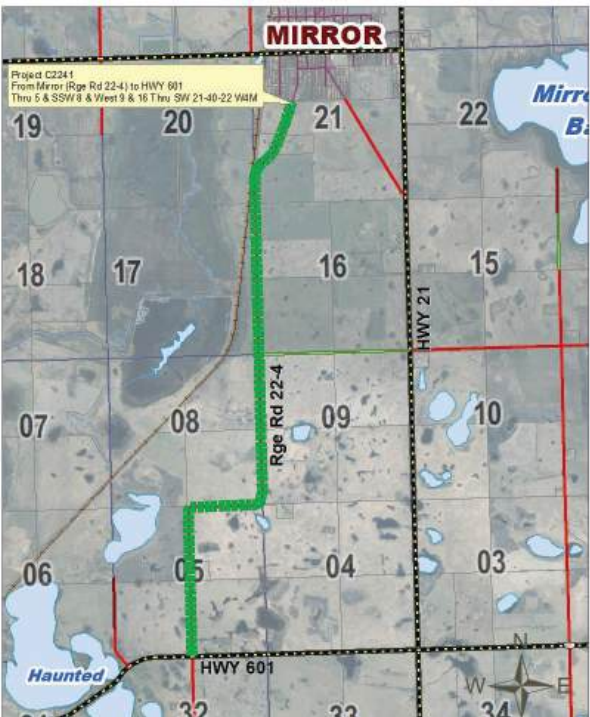 MIRROR
Project C2241
From Mirror (Rge Rd 22-4) to HWY 601
Thru 5 & SSW 8 & West 9 & 16 Thru SW 21-40-22 W4M
19
20
21
22
18
17
16
15
HWY 21
07
08
09
10
Rge Rd 22-4
06
05
04
03
HWY 601
Haunted
N
W
E
32
33
34